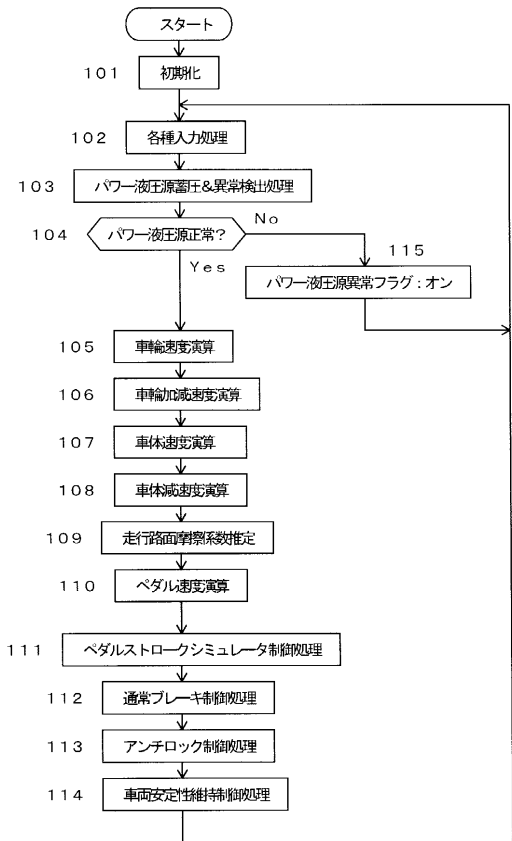 スタート
１０１ 初期化
１０２ 各種入力処理
１０３ パワー液圧源蓄圧&異常検出処理
１０４ パワー液圧源正常？ Ｎｏ
Ｙｅｓ
１１５
パワー液圧源異常フラグ：オン
１０５ 車輪速度演算
１０６ 車輪加減速度演算
１０７ 車体速度演算
１０８ 車体減速度演算
１０９ 走行路面摩擦係数推定
１１０ ペダル速度演算
１１１ ペダルストロークシミュレータ制御処理
１１２ 通常ブレーキ制御処理
１１３ アンチロック制御処理
１１４ 車両安定性維持制御処理